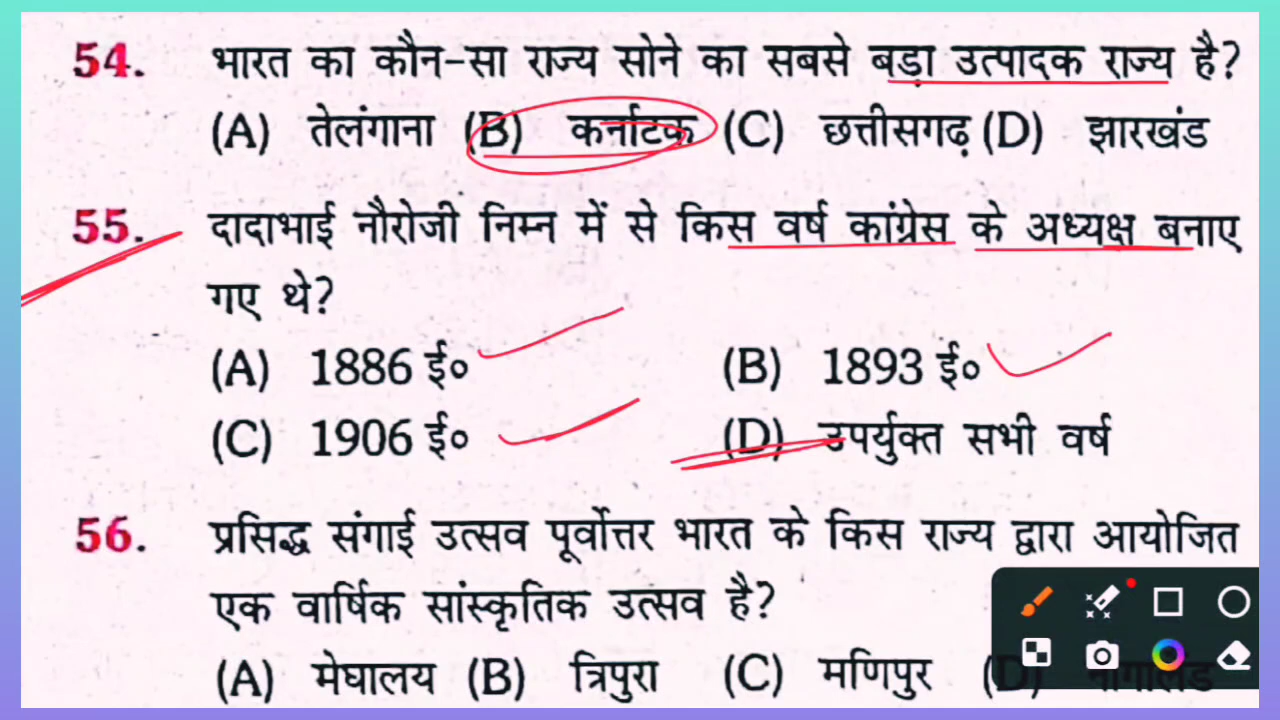 54. भारत का कौन-सा राज्य सोने का सबसे बड़ा उत्पादक राज्य है?
(A) तेलंगाना (B) कर्नाटक (C) छत्तीसगढ़ (D) झारखंड
55. दादाभाई नौरोजी निम्न में से किस वर्ष कांग्रेस के अध्यक्ष बनाए
गए थे?
(A) 1886 ई० (B) 1893 ई०
(C) 1906 ई० (D) उपर्युक्त सभी वर्ष
56. प्रसिद्ध संगाई उत्सव पूर्वोत्तर भारत के किस राज्य द्वारा आयोजित
एक वार्षिक सांस्कृतिक उत्सव है?
(A) मेघालय (B) त्रिपुरा (C) मणिपुर (D) नागालैंड